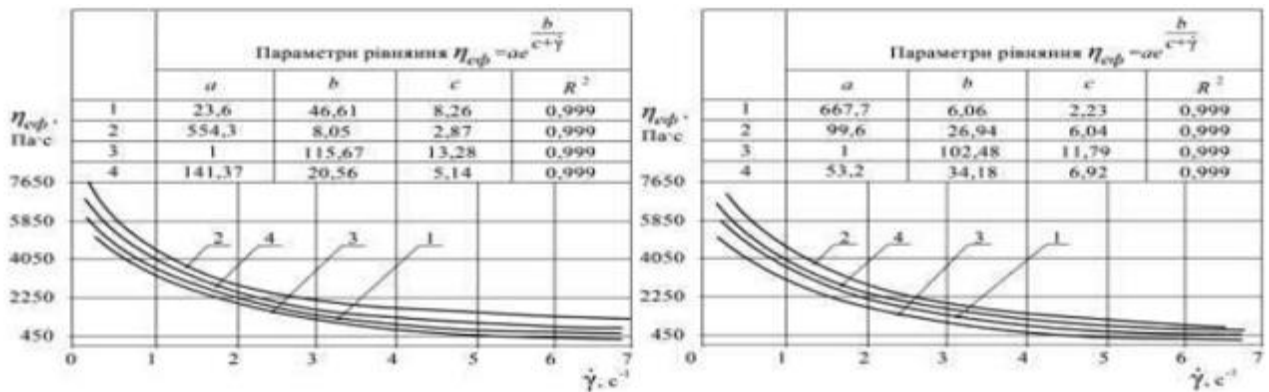 Параметри рівняння ηеф =ae^(b/(c+γ̇))
a b c R²
1 23,6 46,61 8,26 0,999
2 554,3 8,05 2,87 0,999
3 1 115,67 13,28 0,999
4 141,37 20,56 5,14 0,999
ηеф, Па·с
7650
5850
4050
2250
450
2 4 3 1
0 1 2 3 4 5 6 7
γ̇, с⁻¹
Параметри рівняння ηеф =ae^(b/(c+γ̇))
a b c R²
1 667,7 6,06 2,23 0,999
2 99,6 26,94 6,04 0,999
3 1 102,48 11,79 0,999
4 53,2 34,18 6,92 0,999
ηеф, Па·с
7650
5850
4050
2250
450
2 4 3 1
0 1 2 3 4 5 6 7
γ̇, с⁻¹